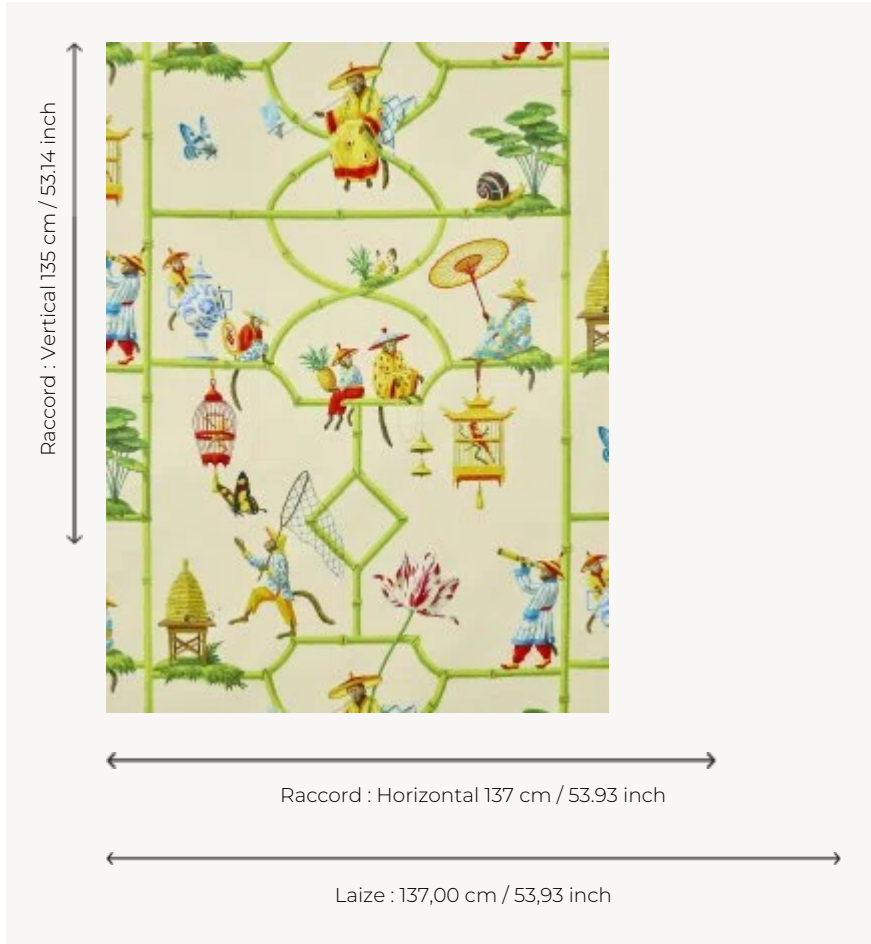 Raccord : Vertical 135 cm / 53.14 inch
Raccord : Horizontal 137 cm / 53.93 inch
Laize : 137,00 cm / 53,93 inch